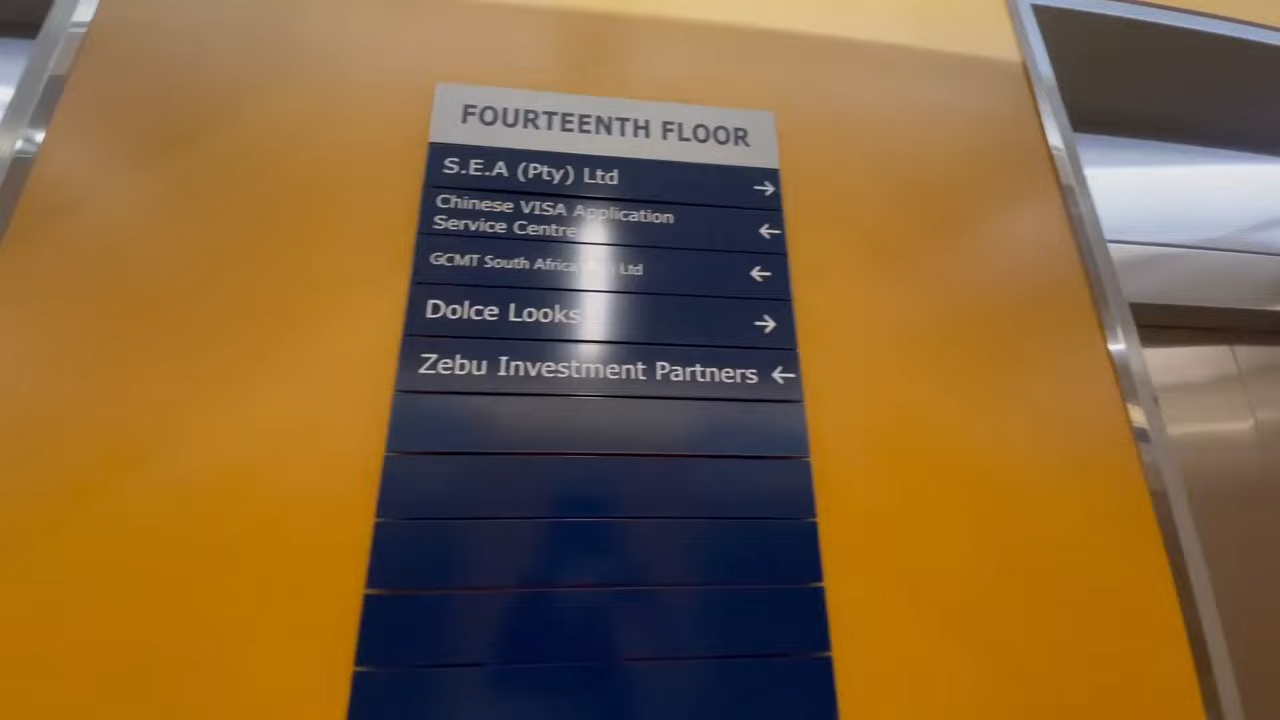 FOURTEENTH FLOOR
S.E.A (Pty) Ltd →
Chinese VISA Application
Service Centre ←
GCMT South Africa Ltd ←
Dolce Looks →
Zebu Investment Partners ←